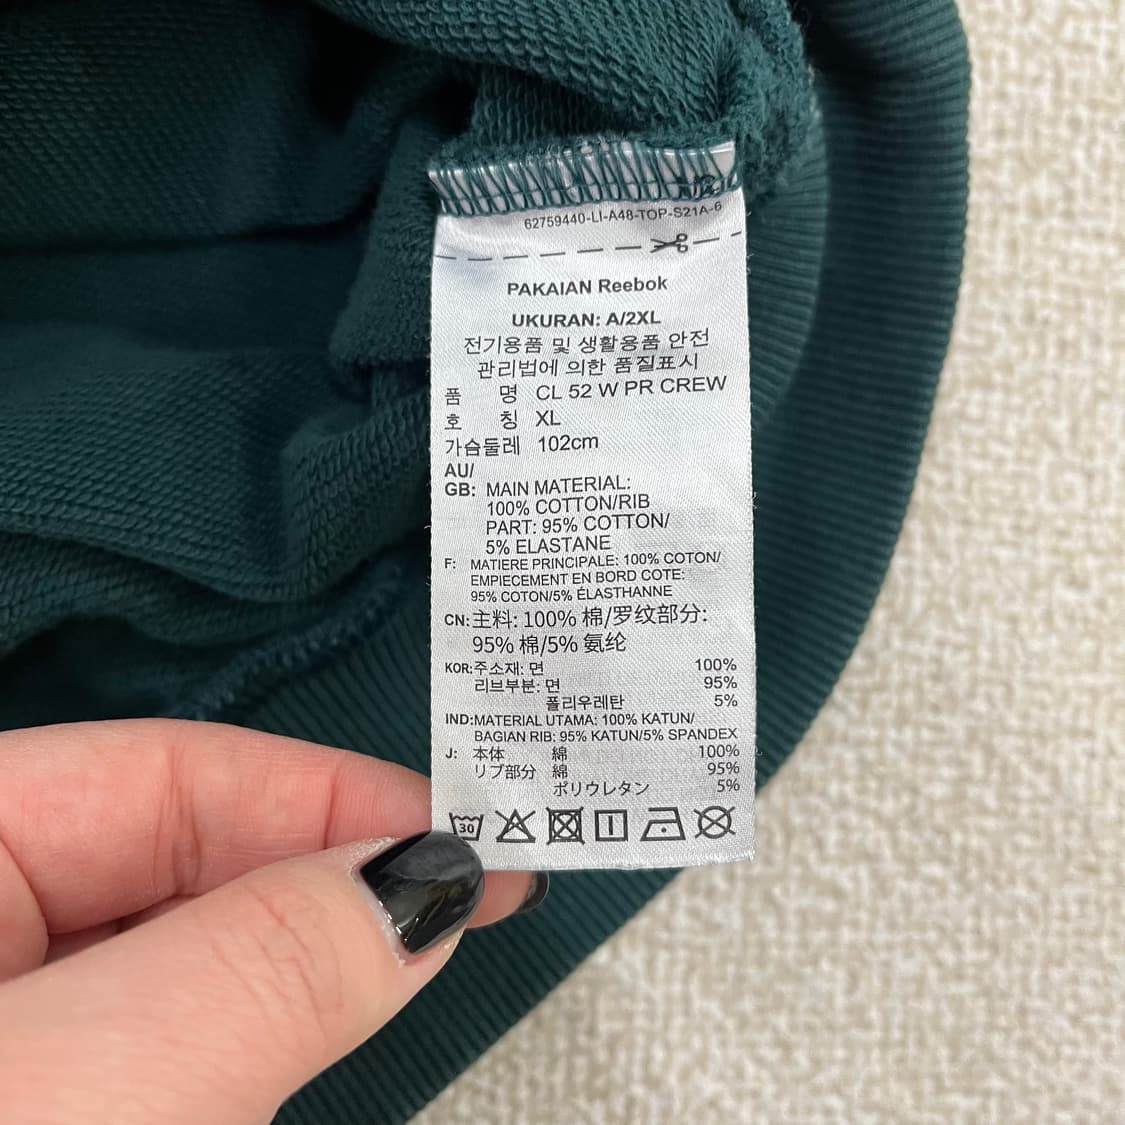 62759440-LI-A48-TOP-S21A-6
PAKAIAN Reebok
UKURAN: A/2XL
전기용품 및 생활용품 안전
관리법에 의한 품질표시
품 명 CL 52 W PR CREW
호 칭 XL
가슴둘레 102cm
AU/
GB: MAIN MATERIAL:
100% COTTON/RIB
PART: 95% COTTON/
5% ELASTANE
F: MATIERE PRINCIPALE: 100% COTON/
EMPIECEMENT EN BORD COTE:
95% COTON/5% ÉLASTHANNE
CN: 主料: 100% 棉/罗纹部分:
95% 棉/5% 氨纶
KOR: 주소재: 면 100%
리브부분: 면 95%
폴리우레탄 5%
IND: MATERIAL UTAMA: 100% KATUN/
BAGIAN RIB: 95% KATUN/5% SPANDEX
J: 本体 綿 100%
リブ部分 綿 95%
ポリウレタン 5%
30